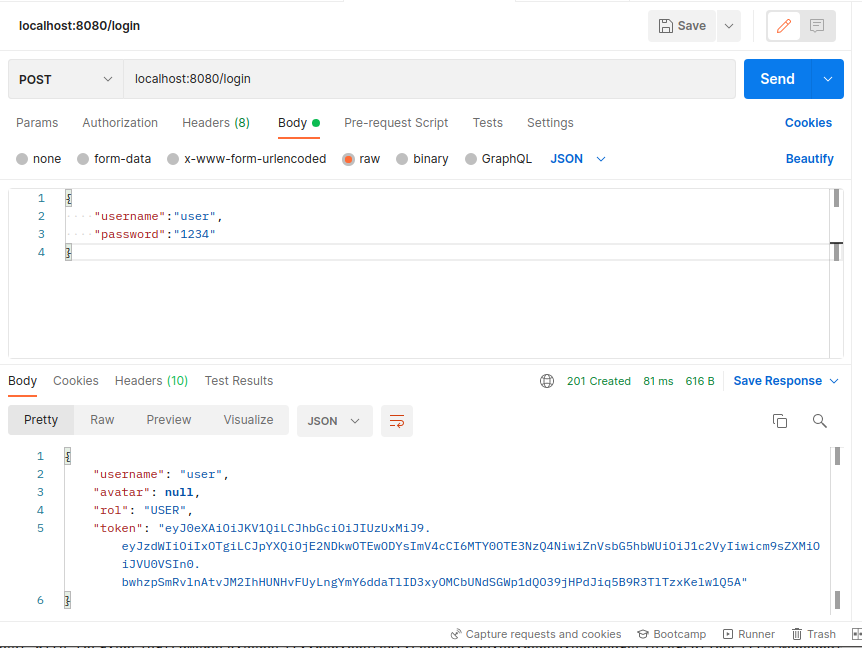 localhost:8080/login
Save
POST
localhost:8080/login
Send
Params Authorization Headers (8) Body Pre-request Script Tests Settings Cookies
none form-data x-www-form-urlencoded raw binary GraphQL JSON Beautify
1 {
2 "username":"user",
3 "password":"1234"
4 }
Body Cookies Headers (10) Test Results 201 Created 81 ms 616 B Save Response
Pretty Raw Preview Visualize JSON
1 {
2 "username": "user",
3 "avatar": null,
4 "rol": "USER",
5 "token": "eyJ0eXAiOiJKV1QiLCJhbGciOiJIUzUxMiJ9.
eyJzdWIiOiIxOTgiLCJpYXQiOjE2NDkwOTEwODYsImV4cCI6MTY0OTE3NzQ4NiwiZnVsbG5hbWUiOiJ1c2VyIiwicm9sZXMiO
iJVU0VSIn0.
bwhzpSmRvlnAtvJM2IhHUNHvFUyLngYmY6ddaTlID3xyOMCbUNdSGWp1dQO39jHPdJiq5B9R3TlTzxKelw1Q5A"
6 }
Capture requests and cookies Bootcamp Runner Trash